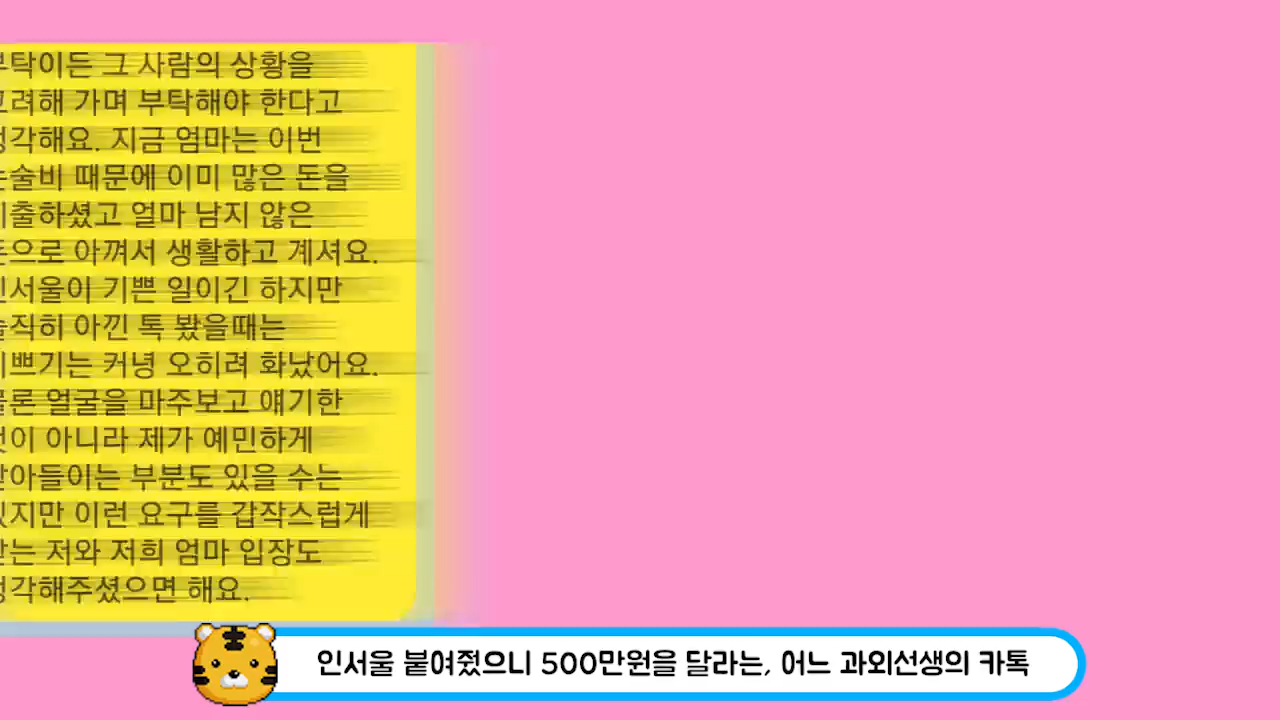 그 사람의 상황을
가며 부탁해야 한다고
지금 엄마는 이번
때문에 이미 많은 돈을
얼마 남지 않은
아껴서 생활하고 계셔요.
기쁜 일이긴 하지만
아낀 톡 봤을때는
커녕 오히려 화났어요.
얼굴을 마주보고 얘기한
아니라 제가 예민하게
부분도 있을 수는
이런 요구를 갑작스럽게
저와 저희 엄마 입장도
해요.
인서울 붙여줬으니 500만원을 달라는, 어느 과외선생의 카톡